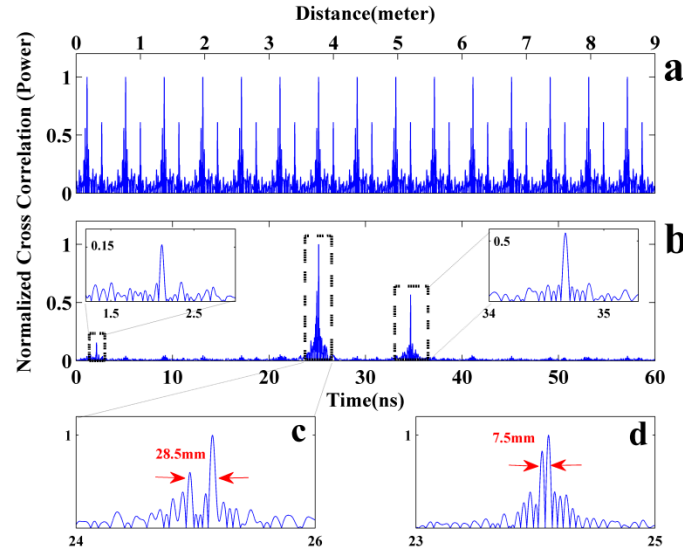 Distance(meter)
0 1 2 3 4 5 6 7 8 9
a
1
0.5
0
Normalized Cross Correlation (Power)
b
1
0.5
0
0.15
1.5 2.5
0.5
34 35
0 10 20 30 40 50 60
Time(ns)
c
1
28.5mm
24 26
d
1
7.5mm
23 25